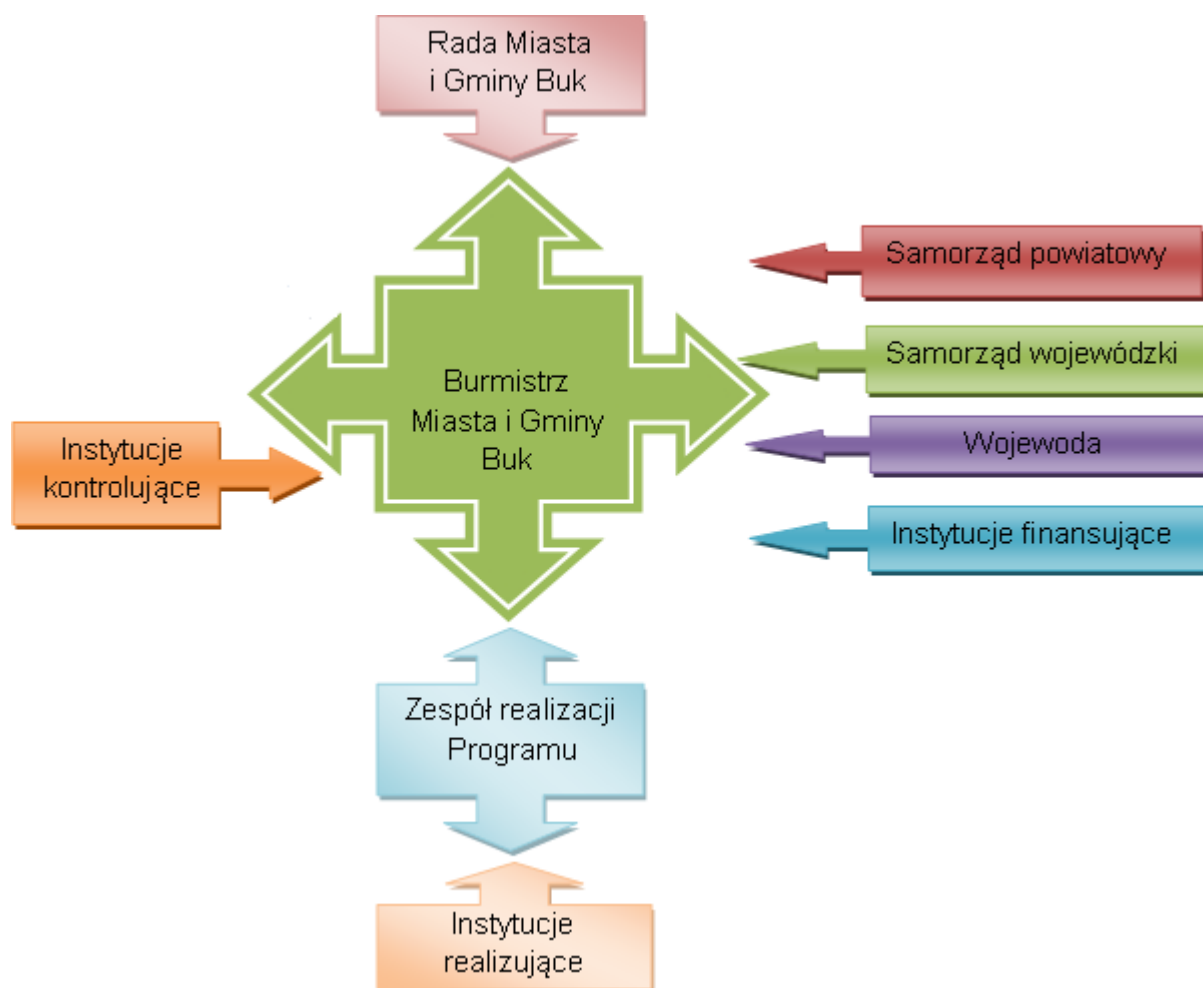 Rada Miasta
i Gminy Buk
Samorząd powiatowy
Samorząd wojewódzki
Burmistrz
Miasta i Gminy
Buk
Instytucje
kontrolujące
Wojewoda
Instytucje finansujące
Zespół realizacji
Programu
Instytucje
realizujące